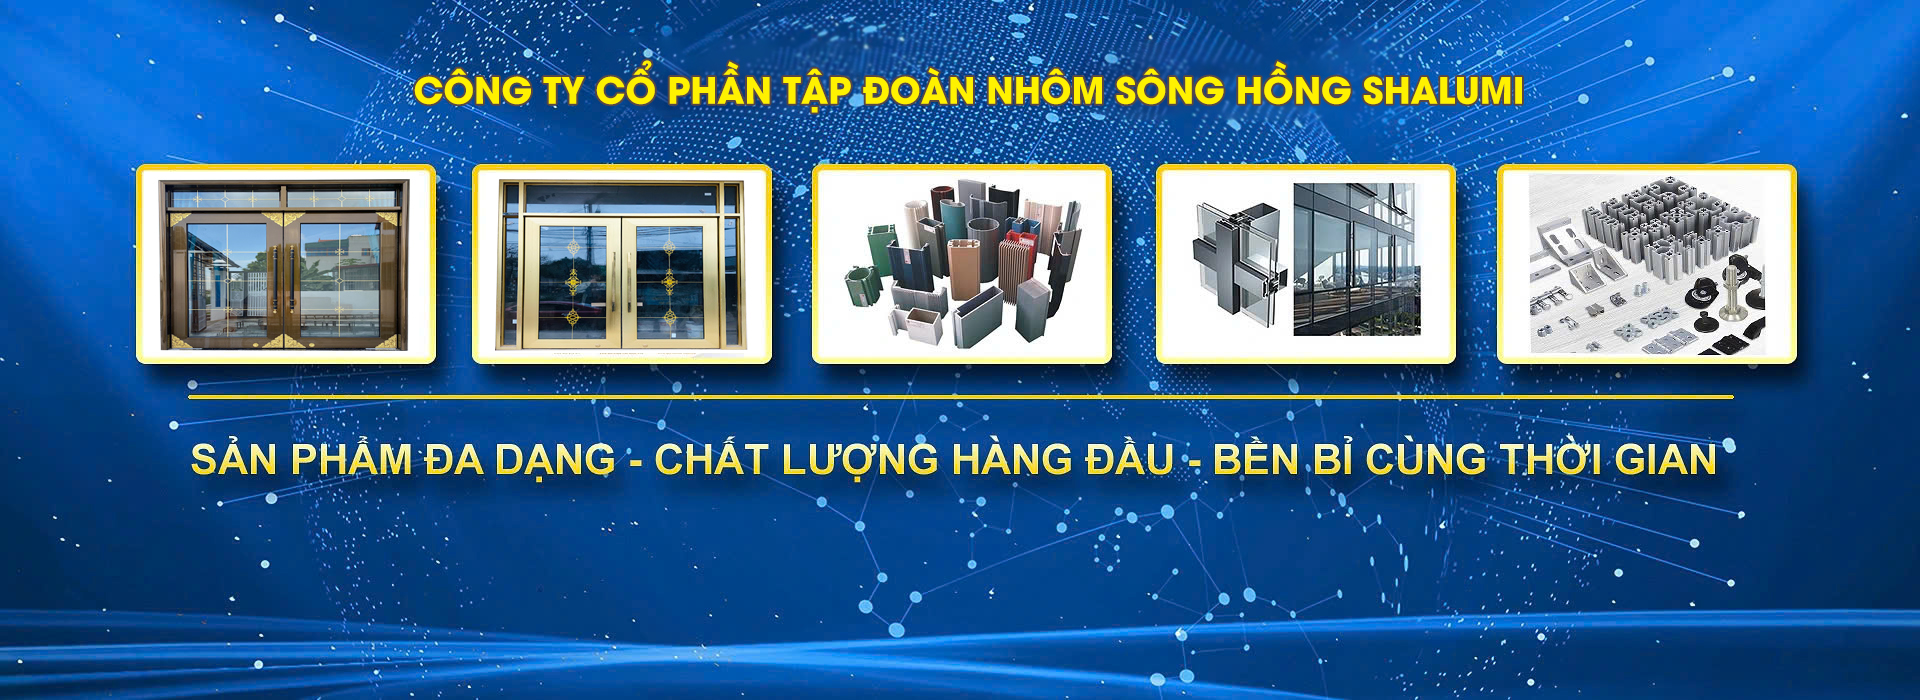 CÔNG TY CỔ PHẦN TẬP ĐOÀN NHÔM SÔNG HỒNG SHALUMI
SẢN PHẨM ĐA DẠNG - CHẤT LƯỢNG HÀNG ĐẦU - BỀN BỈ CÙNG THỜI GIAN